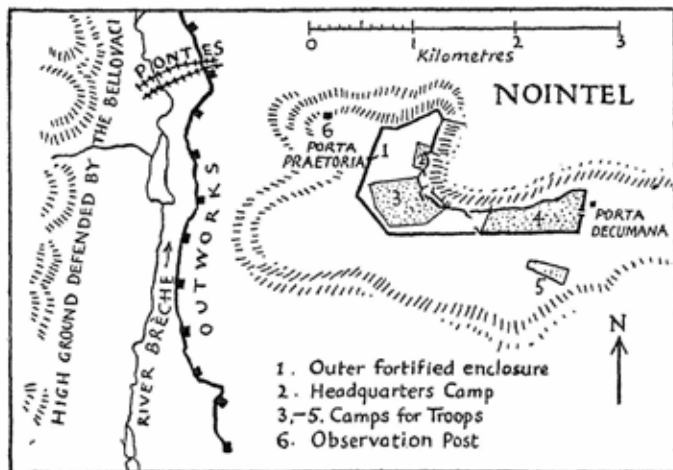 PONTES
HIGH GROUND DEFENDED BY
THE BELLOVACI
RIVER BRÈCHE
OUTWORKS
0 1 2 3
Kilometres
NOINTEL
6
PORTA
PRAETORIA
1
2
3
4
PORTA
DECUMANA
5
N
1. Outer fortified enclosure
2. Headquarters Camp
3,-5. Camps for Troops
6. Observation Post